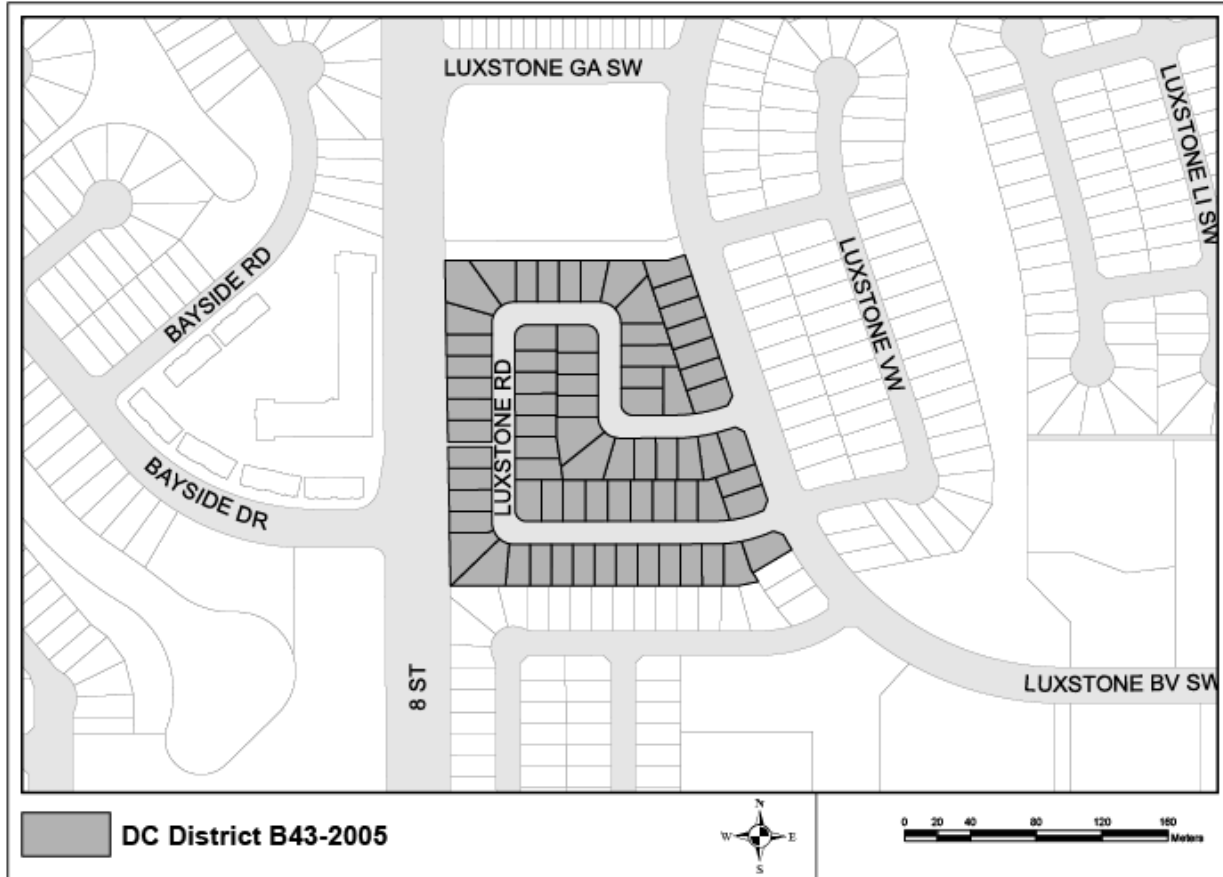 LUXSTONE GA SW
LUXSTONE LI SW
BAYSIDE RD
LUXSTONE VW
LUXSTONE RD
BAYSIDE DR
8 ST
LUXSTONE BV SW
DC District B43-2005
N
W E
S
0 20 40 80 120 160
Meters